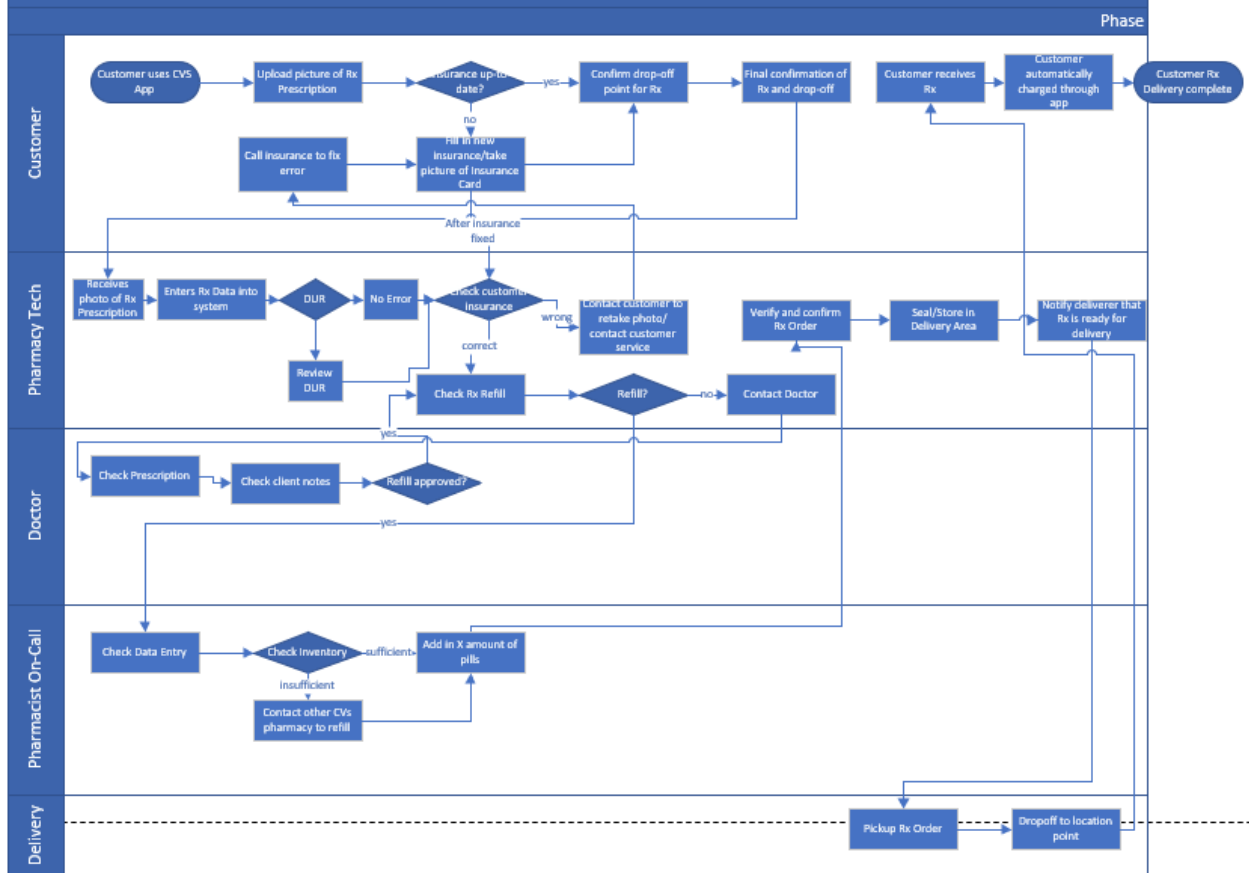 Phase
Customer
Customer uses CVS
App
Upload picture of Rx
Prescription
insurance up-to-
date?
yes
no
Confirm drop-off
point for Rx
Final confirmation of
Rx and drop-off
Customer receives
Rx
Customer
automatically
charged through
app
Customer Rx
Delivery complete
Call insurance to fix
error
Fill in new
insurance/take
picture of Insurance
Card
After insurance
fixed
Pharmacy Tech
Receives
photo of Rx
Prescription
Enters Rx Data into
system
DUR
No Error
Check customer
insurance
wrong
correct
Contact customer to
retake photo/
contact customer
service
Verify and confirm
Rx Order
Seal/Store in
Delivery Area
Notify deliverer that
Rx is ready for
delivery
Review
DUR
Check Rx Refill
Refill?
no
Contact Doctor
yes
Doctor
Check Prescription
Check client notes
Refill approved?
yes
Pharmacist On-Call
Check Data Entry
Check Inventory
sufficient
Add in X amount of
pills
insufficient
Contact other CVs
pharmacy to refill
Delivery
Pickup Rx Order
Dropoff to location
point